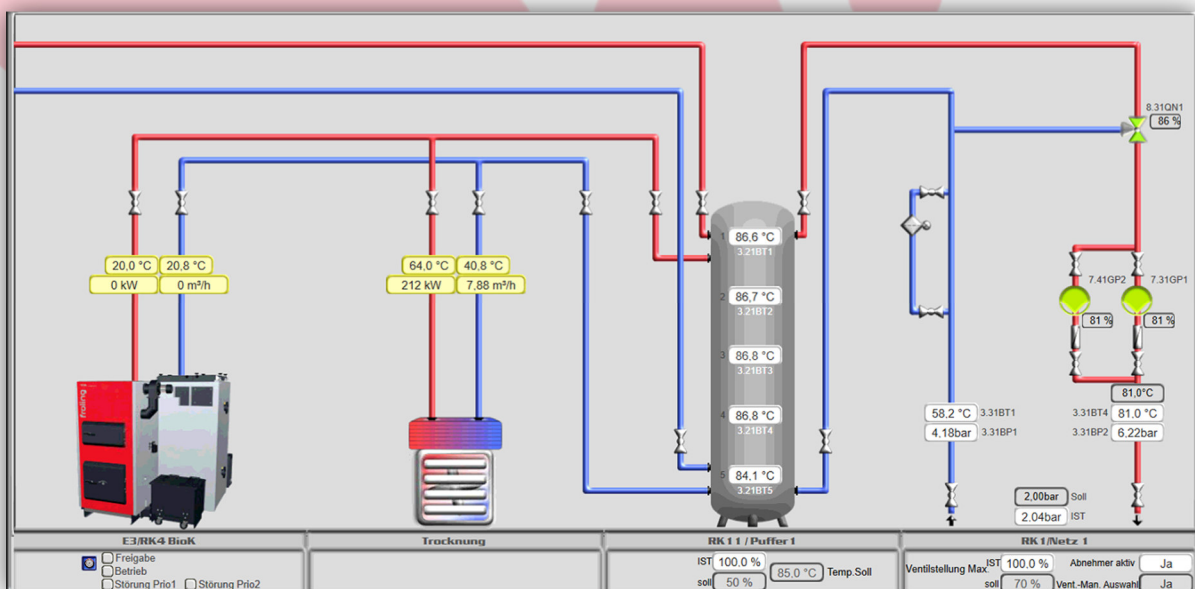 8.31QN1
86 %
1 86,6 °C
3.21BT1
20,0 °C 20,8 °C
0 kW 0 m³/h
64,0 °C 40,8 °C
212 kW 7,88 m³/h
2 86,7 °C
3.21BT2
7.41GP2 7.31GP1
81 % 81 %
3 86,8 °C
3.21BT3
fröling
81,0°C
4 86,8 °C
3.21BT4
58,2 °C 3.31BT1
3.31BT4 81,0 °C
4,18bar 3.31BP1
3.31BP2 6,22bar
5 84,1 °C
3.21BT5
2,00bar Soll
2.04bar IST
E3/RK4 BioK
Trocknung
RK11 / Puffer1
RK1/Netz 1
Freigabe
Betrieb
Störung Prio1 Störung Prio2
IST 100.0 %
soll 50 %
85,0°C Temp.Soll
Ventilstellung Max. IST 100.0 % Abnehmer aktiv Ja
soll 70 % Vent.-Man. Auswahl Ja